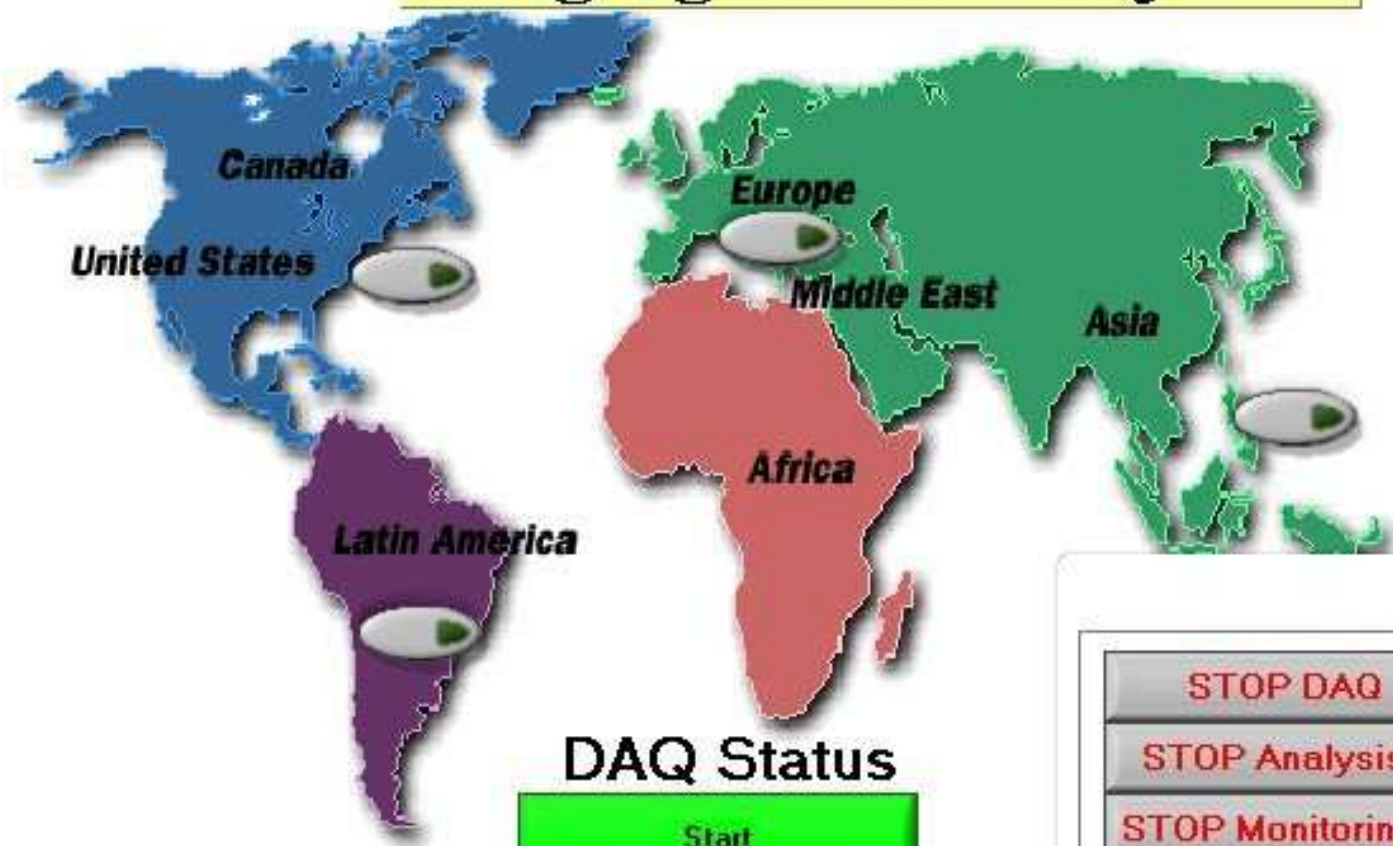 Canada
Europe
United States
Middle East
Asia
Africa
Latin America
DAQ Status
Start
STOP DAQ
STOP Analysis
STOP Monitorin